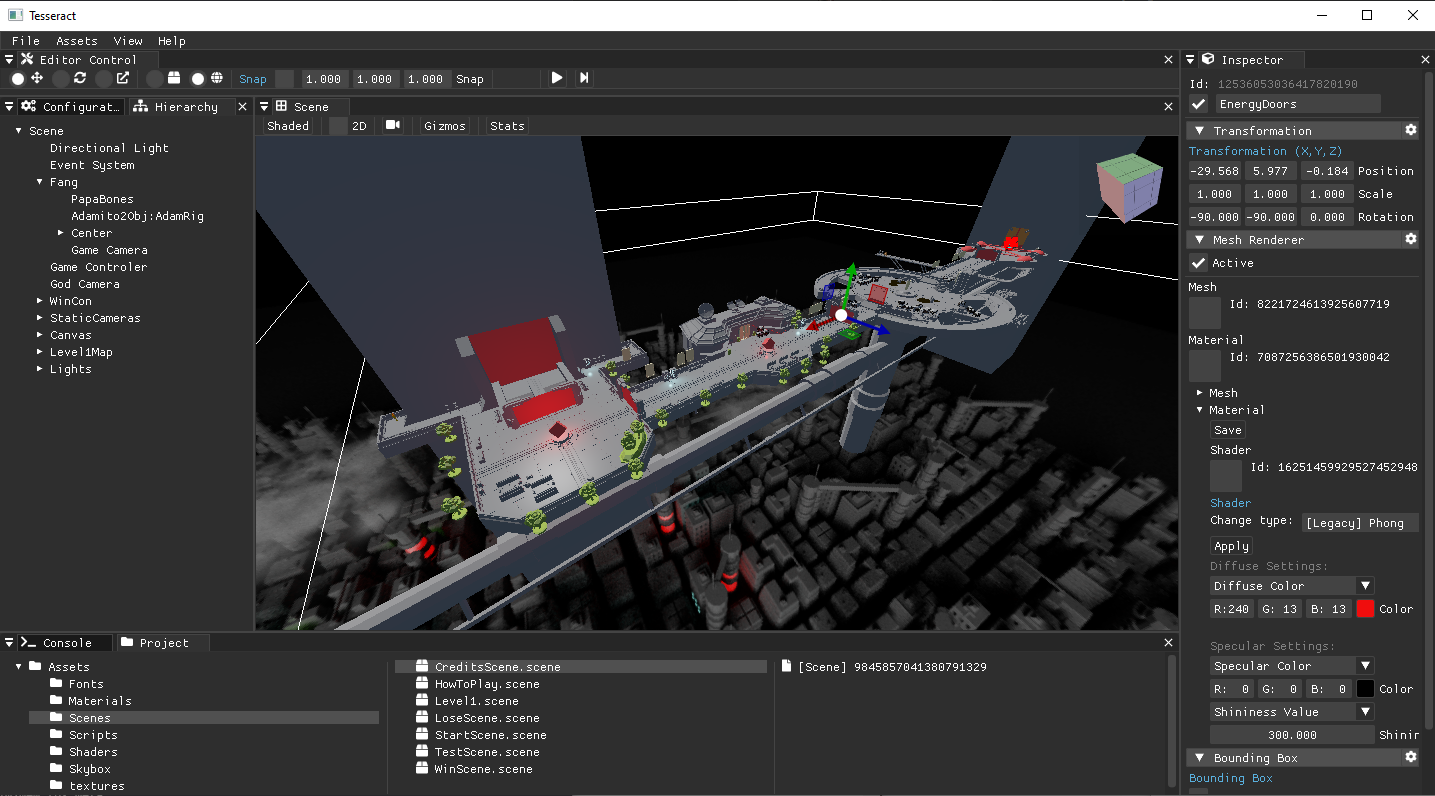 Tesseract
File Assets View Help
Editor Control
Snap 1.000 1.000 1.000 Snap
Configurat… Hierarchy
Scene
Directional Light
Event System
Fang
PapaBones
Adamito2Obj:AdamRig
Center
Game Camera
Game Controler
God Camera
WinCon
StaticCameras
Canvas
Level1Map
Lights
Scene
Shaded 2D Gizmos Stats
Inspector
Id: 12536053036417820190
EnergyDoors
Transformation
Transformation (X,Y,Z)
-29.568 5.977 -0.184 Position
1.000 1.000 1.000 Scale
-90.000 -90.000 0.000 Rotation
Mesh Renderer
Active
Mesh
Id: 8221724613925607719
Material
Id: 7087256386501930042
Mesh
Material
Save
Shader
Id: 16251459929527452948
Shader
Change type: [Legacy] Phong
Apply
Diffuse Settings:
Diffuse Color
R:240 G: 13 B: 13 Color
Specular Settings:
Specular Color
R: 0 G: 0 B: 0 Color
Shininess Value
300.000 Shinir
Bounding Box
Bounding Box
Console Project
Assets
Fonts
Materials
Scenes
Scripts
Shaders
Skybox
textures
CreditsScene.scene
HowToPlay.scene
Level1.scene
LoseScene.scene
StartScene.scene
TestScene.scene
WinScene.scene
[Scene] 9845857041380791329